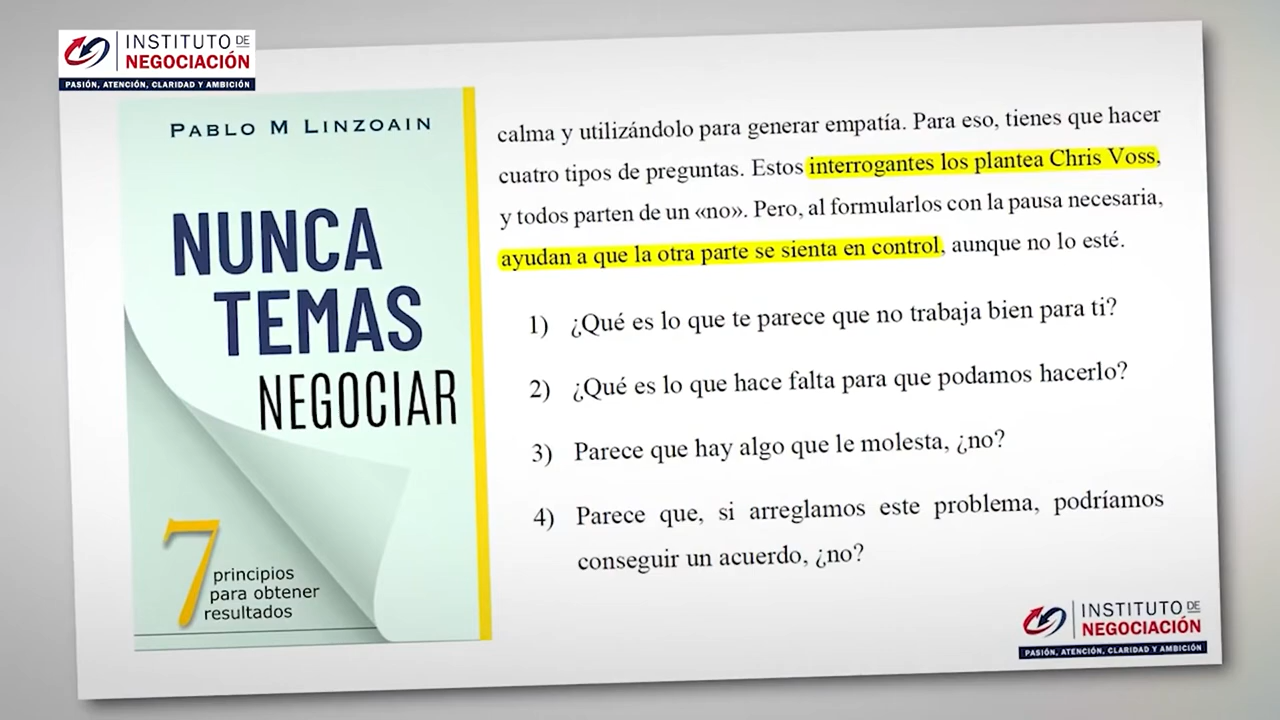 INSTITUTO DE
NEGOCIACIÓN
PASIÓN, ATENCIÓN, CLARIDAD Y AMBICIÓN
PABLO M LINZOAIN
NUNCA
TEMAS
NEGOCIAR
7 principios
para obtener
resultados
calma y utilizándolo para generar empatía. Para eso, tienes que hacer
cuatro tipos de preguntas. Estos interrogantes los plantea Chris Voss,
y todos parten de un «no». Pero, al formularlos con la pausa necesaria,
ayudan a que la otra parte se sienta en control, aunque no lo esté.
1) ¿Qué es lo que te parece que no trabaja bien para ti?
2) ¿Qué es lo que hace falta para que podamos hacerlo?
3) Parece que hay algo que le molesta, ¿no?
4) Parece que, si arreglamos este problema, podríamos
conseguir un acuerdo, ¿no?
INSTITUTO DE
NEGOCIACIÓN
PASIÓN, ATENCIÓN, CLARIDAD Y AMBICIÓN